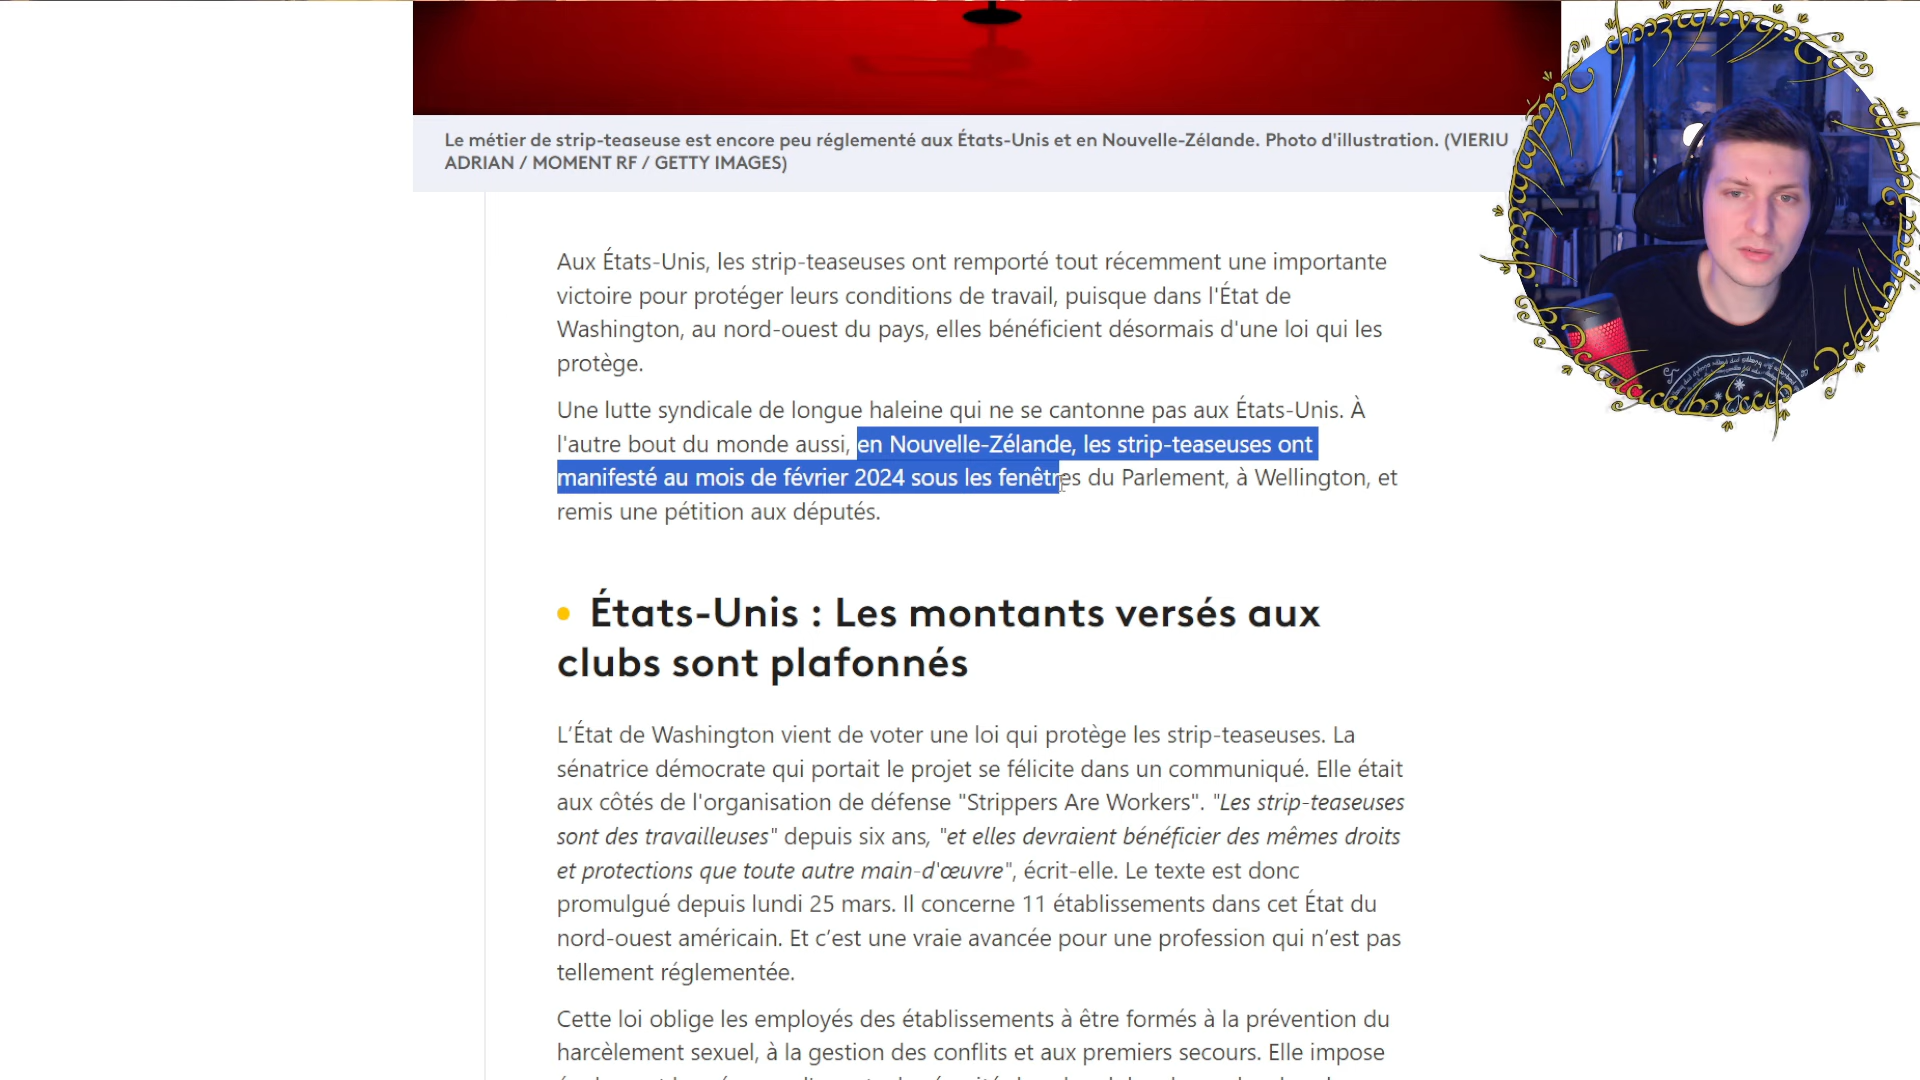 Le métier de strip-teaseuse est encore peu réglementé aux États-Unis et en Nouvelle-Zélande. Photo d'illustration. (VIERIU
ADRIAN / MOMENT RF / GETTY IMAGES)
Aux États-Unis, les strip-teaseuses ont remporté tout récemment une importante
victoire pour protéger leurs conditions de travail, puisque dans l'État de
Washington, au nord-ouest du pays, elles bénéficient désormais d'une loi qui les
protège.
Une lutte syndicale de longue haleine qui ne se cantonne pas aux États-Unis. À
l'autre bout du monde aussi, en Nouvelle-Zélande, les strip-teaseuses ont
manifesté au mois de février 2024 sous les fenêtres du Parlement, à Wellington, et
remis une pétition aux députés.
• États-Unis : Les montants versés aux
clubs sont plafonnés
L’État de Washington vient de voter une loi qui protège les strip-teaseuses. La
sénatrice démocrate qui portait le projet se félicite dans un communiqué. Elle était
aux côtés de l'organisation de défense "Strippers Are Workers". "Les strip-teaseuses
sont des travailleuses" depuis six ans, "et elles devraient bénéficier des mêmes droits
et protections que toute autre main-d'œuvre", écrit-elle. Le texte est donc
promulgué depuis lundi 25 mars. Il concerne 11 établissements dans cet État du
nord-ouest américain. Et c’est une vraie avancée pour une profession qui n’est pas
tellement réglementée.
Cette loi oblige les employés des établissements à être formés à la prévention du
harcèlement sexuel, à la gestion des conflits et aux premiers secours. Elle impose